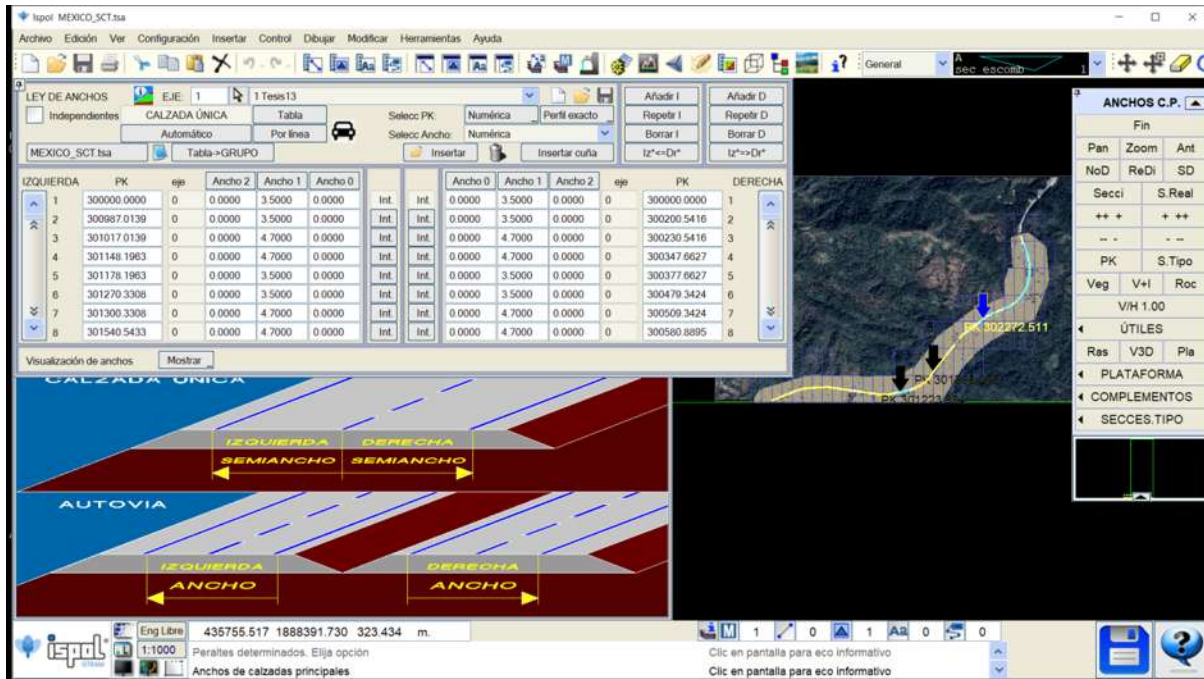 Ispol MEXICO_SCT.tsa
Archivo Edición Ver Configuración Insertar Control Dibujar Modificar Herramientas Ayuda
General
A
sec escomb 1
LEY DE ANCHOS EJE: 1 1 Tesis13
Independientes CALZADA ÚNICA Tabla Selecc PK: Numérica Perfil exacto
Automático Por línea Selecc Ancho: Numérica
MEXICO_SCT.tsa Tabla->GRUPO Insertar Insertar cuña
Añadir I Añadir D
Repetir I Repetir D
Borrar I Borrar D
Iz*<=Dr* Iz*=>Dr*
IZQUIERDA PK eje Ancho 2 Ancho 1 Ancho 0 Ancho 0 Ancho 1 Ancho 2 eje PK DERECHA
1 300000.0000 0 0.0000 3.5000 0.0000 Int. Int. 0.0000 3.5000 0.0000 0 300000.0000 1
2 300987.0139 0 0.0000 3.5000 0.0000 Int. Int. 0.0000 3.5000 0.0000 0 300200.5416 2
3 301017.0139 0 0.0000 4.7000 0.0000 Int. Int. 0.0000 4.7000 0.0000 0 300230.5416 3
4 301148.1963 0 0.0000 4.7000 0.0000 Int. Int. 0.0000 4.7000 0.0000 0 300347.6627 4
5 301178.1963 0 0.0000 3.5000 0.0000 Int. Int. 0.0000 3.5000 0.0000 0 300377.6627 5
6 301270.3308 0 0.0000 3.5000 0.0000 Int. Int. 0.0000 3.5000 0.0000 0 300479.3424 6
7 301300.3308 0 0.0000 4.7000 0.0000 Int. Int. 0.0000 4.7000 0.0000 0 300509.3424 7
8 301540.5433 0 0.0000 4.7000 0.0000 Int. Int. 0.0000 4.7000 0.0000 0 300580.8895 8
Visualización de anchos Mostrar
PK 302272.511
ANCHOS C.P.
Fin
Pan Zoom Ant
NoD ReDi SD
Secci S.Real
++ + + ++
-- - - --
PK S.Tipo
Veg V+I Roc
V/H 1.00
ÚTILES
Ras V3D Pla
PLATAFORMA
COMPLEMENTOS
SECCES.TIPO
CALZADA ÚNICA
IZQUIERDA DERECHA
SEMIANCHO SEMIANCHO
AUTOVIA
IZQUIERDA DERECHA
ANCHO ANCHO
ispol
Eng Libre 435755.517 1888391.730 323.434 m. M 1 0 1 Aa 0 0
1:1000 Peraltes determinados. Elija opción Clic en pantalla para eco informativo
Anchos de calzadas principales Clic en pantalla para eco informativo